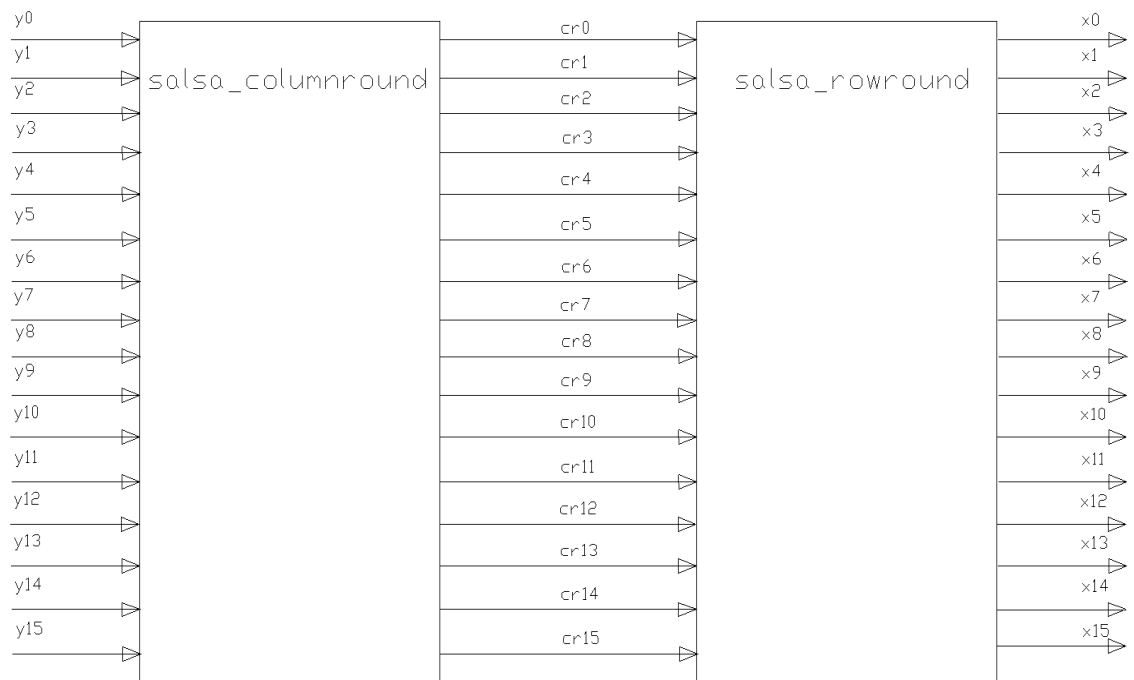 y0 cr0 x0
y1 cr1 x1
salsa_columnround salsa_rowround
y2 cr2 x2
y3 cr3 x3
y4 cr4 x4
y5 cr5 x5
y6 cr6 x6
y7 cr7 x7
y8 cr8 x8
y9 cr9 x9
y10 cr10 x10
y11 cr11 x11
y12 cr12 x12
y13 cr13 x13
y14 cr14 x14
y15 cr15 x15